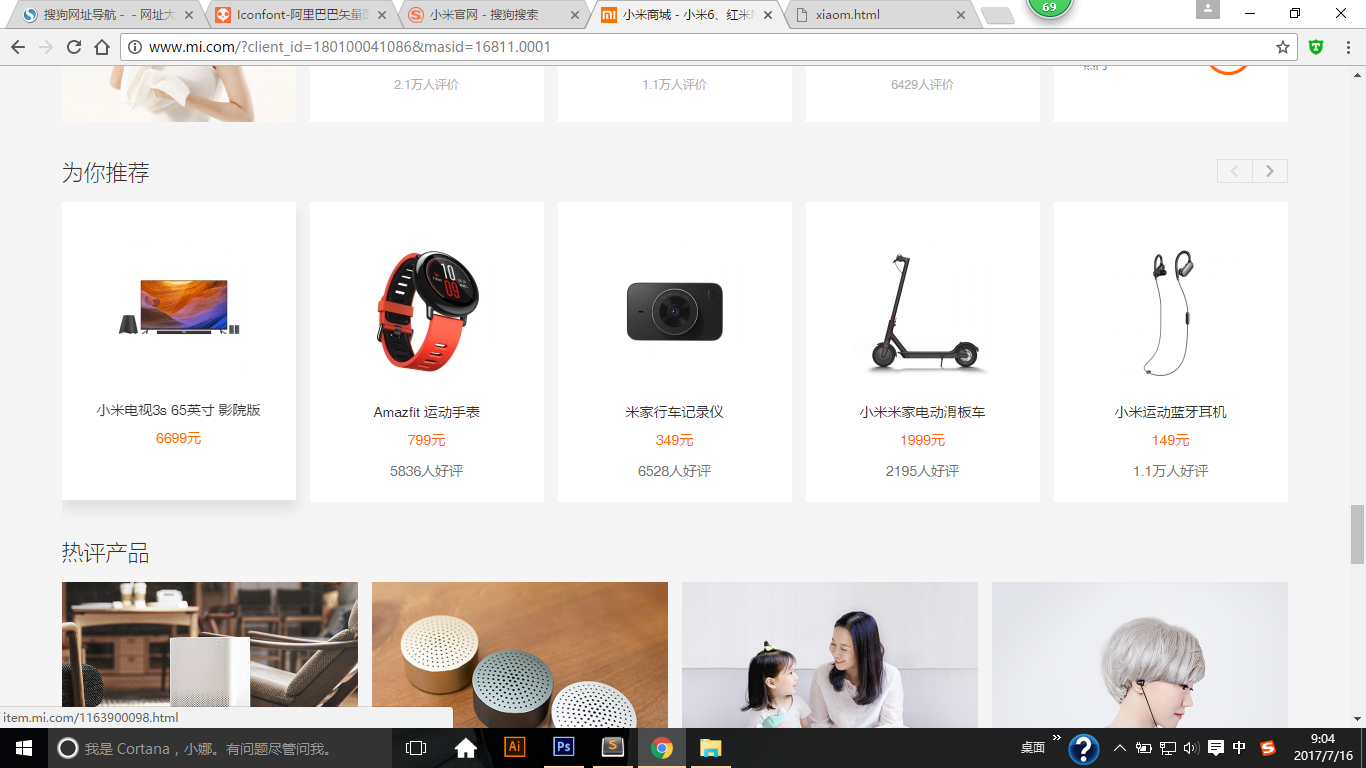 搜狗网址导航 - - 网址大
Iconfont-阿里巴巴矢量
小米官网 - 搜狗搜索
mi
小米商城 - 小米6、红米
xiaom.html
69
www.mi.com/?client_id=180100041086&masid=16811.0001
2.1万人评价
1.1万人评价
6429人评价
为你推荐
小米电视3s 65英寸 影院版
6699元
10
09
Amazfit 运动手表
799元
5836人好评
米家行车记录仪
349元
6528人好评
小米米家电动滑板车
1999元
2195人好评
小米运动蓝牙耳机
149元
1.1万人好评
热评产品
item.mi.com/1163900098.html
我是 Cortana，小娜。有问题尽管问我。
Ai
Ps
S
桌面
?
中
S
9:04
2017/7/16